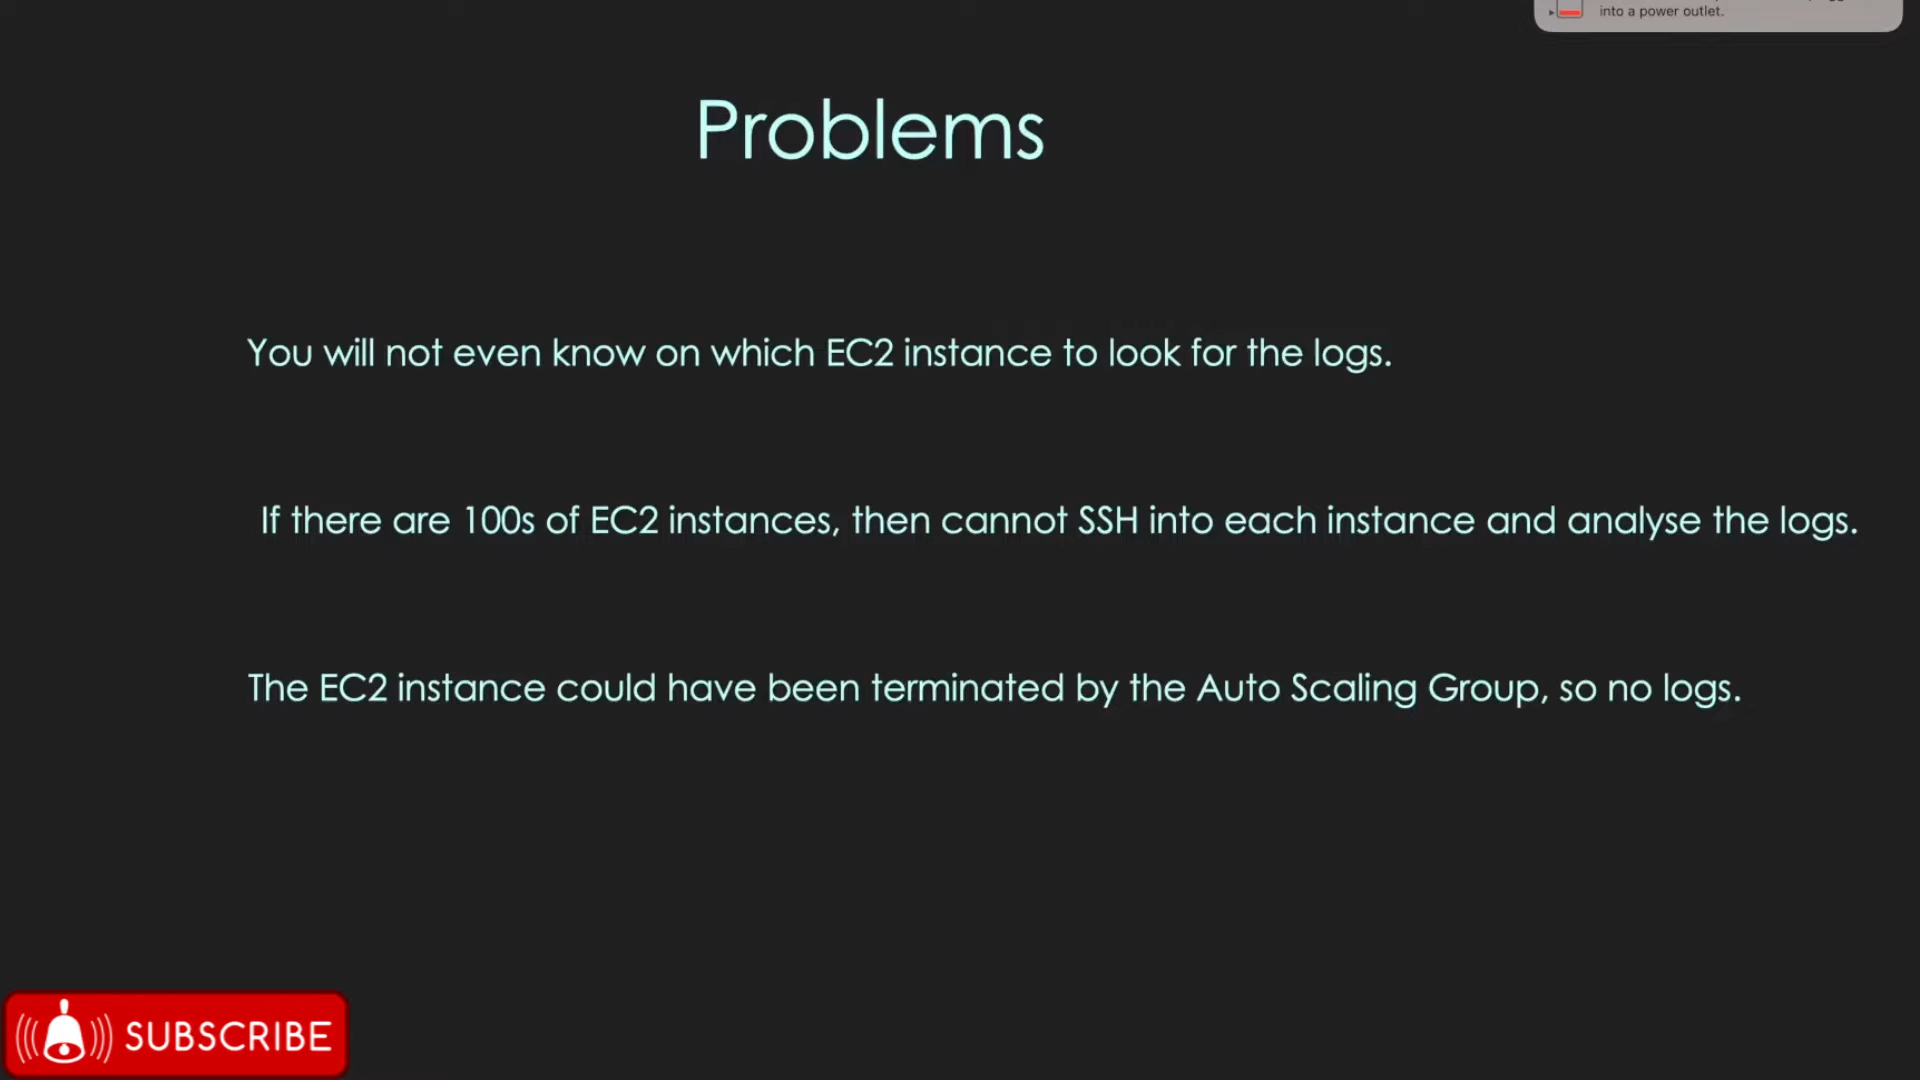 into a power outlet.
Problems
You will not even know on which EC2 instance to look for the logs.
If there are 100s of EC2 instances, then cannot SSH into each instance and analyse the logs.
The EC2 instance could have been terminated by the Auto Scaling Group, so no logs.
SUBSCRIBE